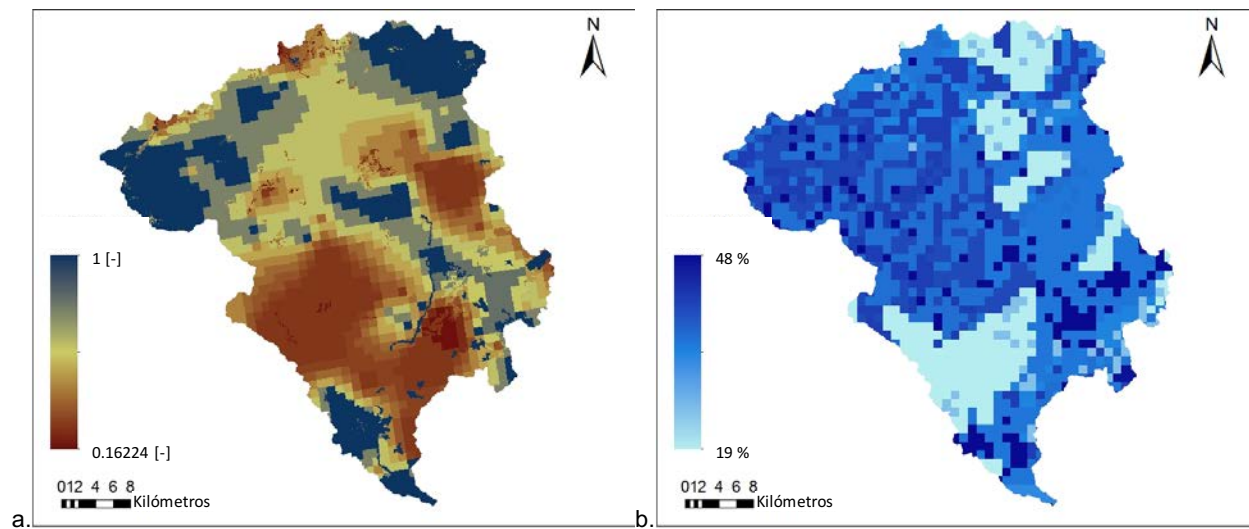 N
1 [-]
0.16224 [-]
012 4 6 8
Kilómetros
a.
N
48 %
19 %
012 4 6 8
Kilómetros
b.